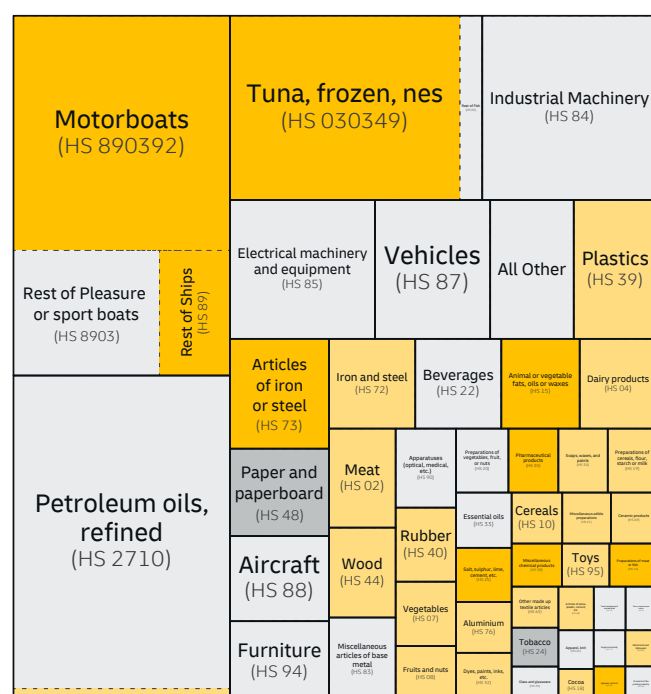 Motorboats
(HS 890392)
Tuna, frozen, nes
(HS 030349)
Industrial Machinery
(HS 84)
Rest of Pleasure
or sport boats
(HS 8903)
Rest of Ships
(HS 89)
Electrical machinery
and equipment
(HS 85)
Vehicles
(HS 87)
All Other
Plastics
(HS 39)
Petroleum oils,
refined
(HS 2710)
Articles
of iron
or steel
(HS 73)
Iron and steel
(HS 72)
Beverages
(HS 22)
Animal or vegetable
fats, oils or waxes
(HS 15)
Dairy products
(HS 04)
Paper and
paperboard
(HS 48)
Meat
(HS 02)
Apparatuses
(optical, medical,
etc.)
(HS 90)
Preparations of
vegetables, fruit,
or nuts
(HS 20)
Pharmaceutical
products
(HS 30)
Soaps, waxes, and
paints
(HS 34)
Preparations of
cereals, flour,
starch or milk
(HS 19)
Essential oils
(HS 33)
Cereals
(HS 10)
Miscellaneous edible
preparations
Ceramic products
Aircraft
(HS 88)
Wood
(HS 44)
Rubber
(HS 40)
Salt, sulphur, lime,
cement, etc.
(HS 25)
Miscellaneous
chemical products
(HS 38)
Toys
(HS 95)
Preparations of meat
or fish
Vegetables
(HS 07)
Other made up
textile articles
(HS 63)
Furniture
(HS 94)
Miscellaneous
articles of base
metal
(HS 83)
Aluminium
(HS 76)
Tobacco
(HS 24)
Fruits and nuts
(HS 08)
Dyes, paints, inks,
etc.
(HS 32)
Cocoa
(HS 18)